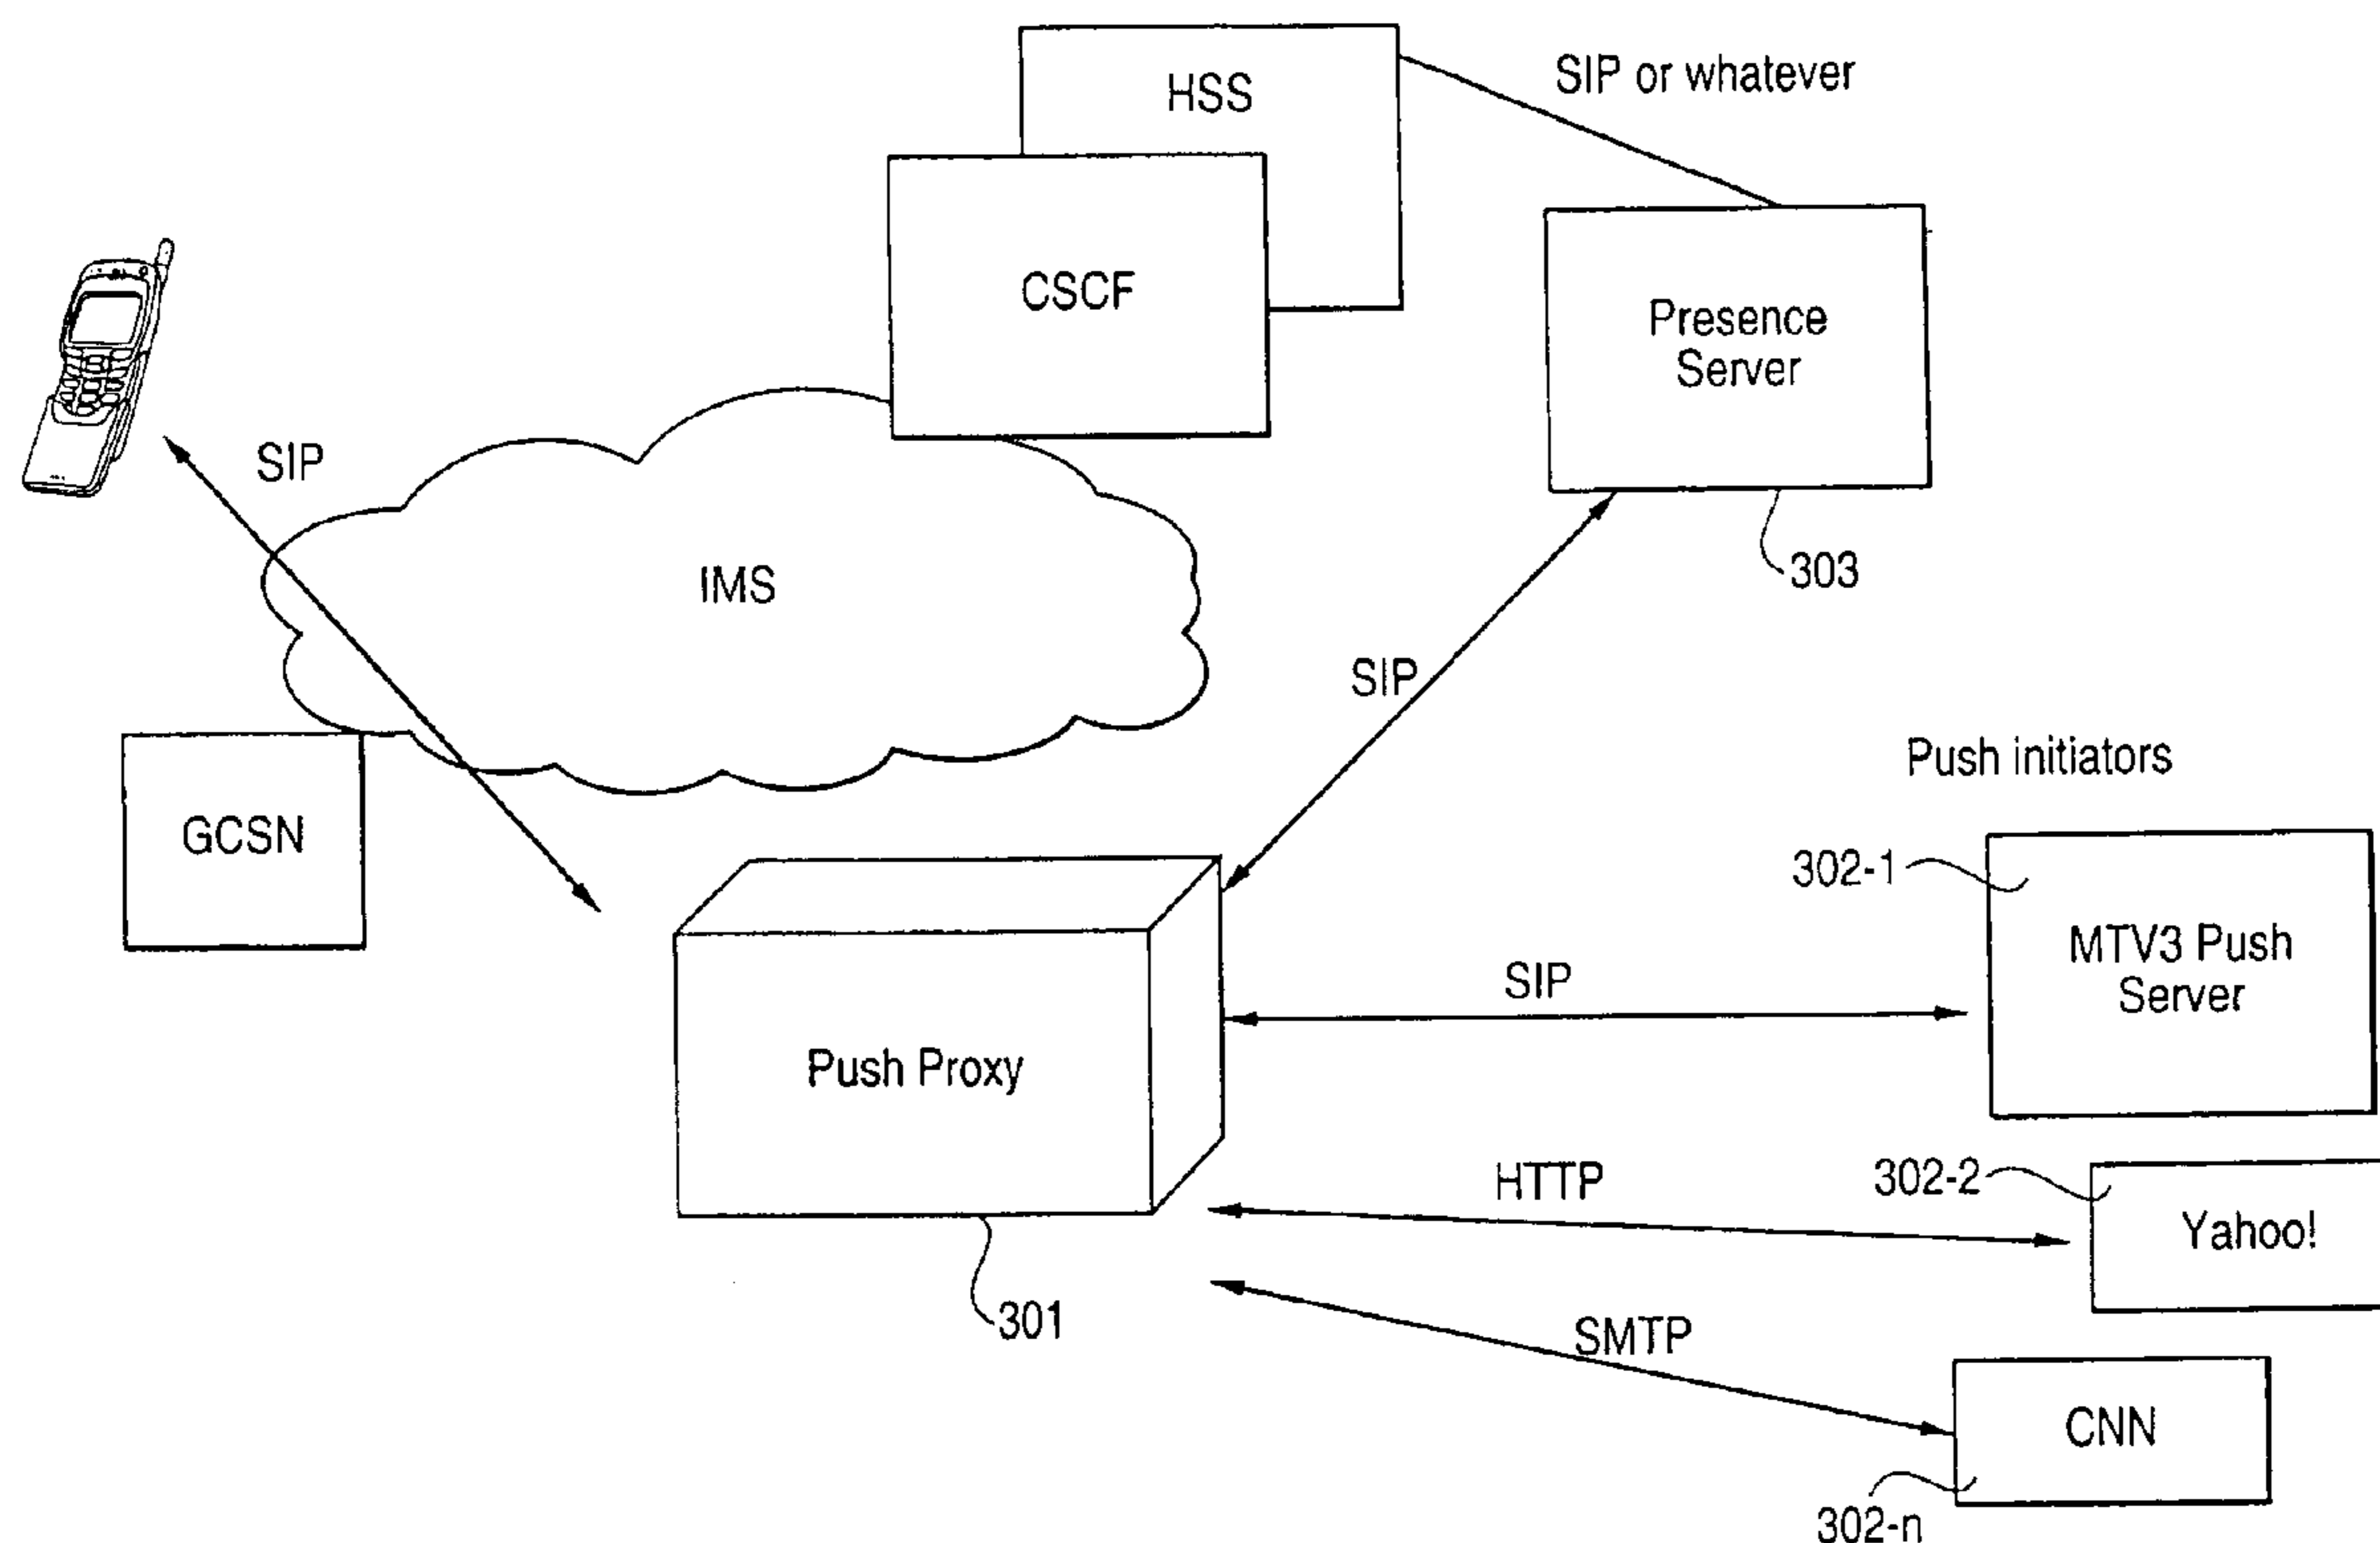 HSS
SIP or whatever
CSCF
Presence
Server
SIP
IMS
303
SIP
Push initiators
GCSN
302-1
MTV3 Push
Server
SIP
Push Proxy
HTTP
302-2
Yahoo!
301
SMTP
CNN
302-n